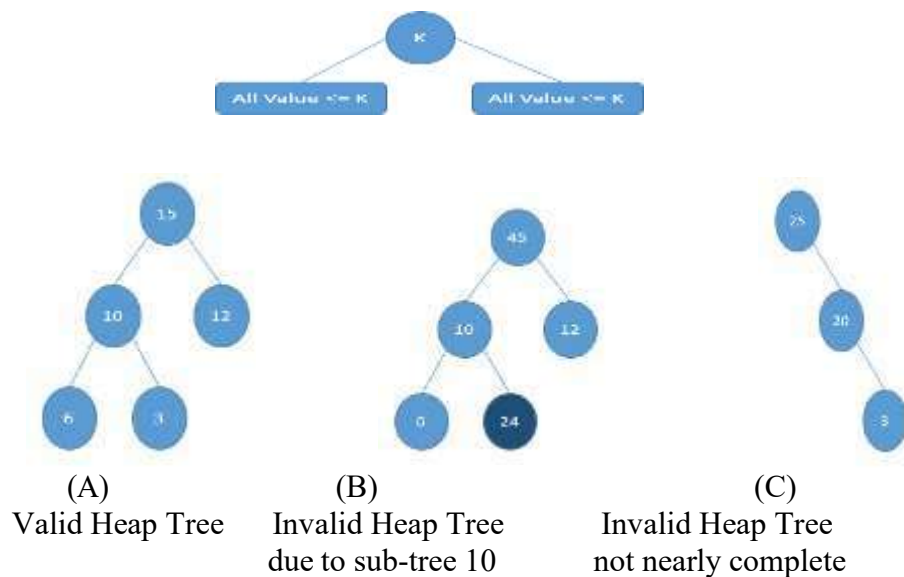 K
All Value <= K All Value <= K
15
45
25
10
12
10
12
20
6
3
0
24
3
(A) (B) (C)
Valid Heap Tree Invalid Heap Tree Invalid Heap Tree
due to sub-tree 10 not nearly complete